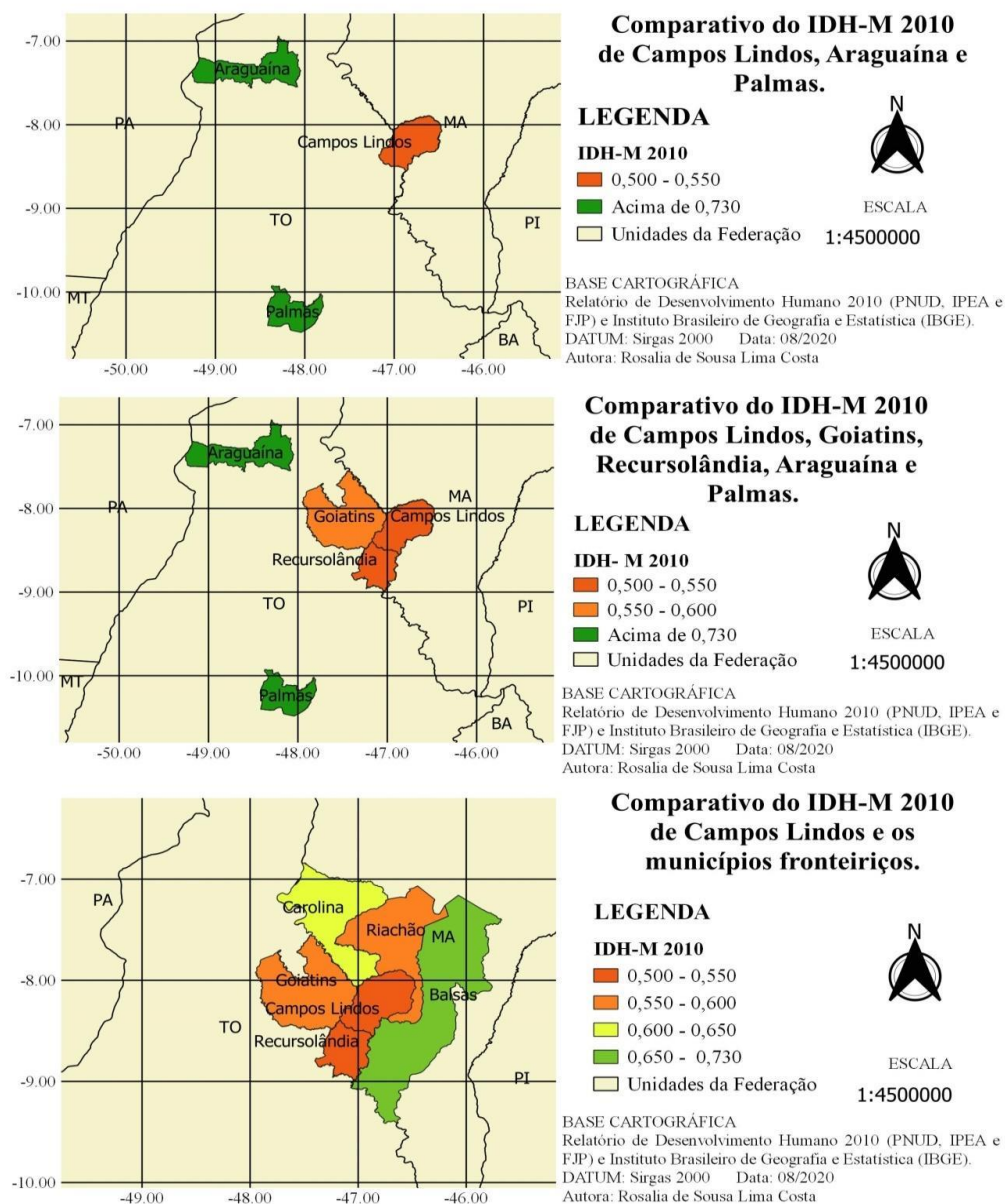 Comparativo do IDH-M 2010
de Campos Lindos, Araguaína e
Palmas.
LEGENDA
IDH-M 2010
0,500 - 0,550
Acima de 0,730
Unidades da Federação
N
ESCALA
1:4500000
BASE CARTOGRÁFICA
Relatório de Desenvolvimento Humano 2010 (PNUD, IPEA e
FJP) e Instituto Brasileiro de Geografia e Estatística (IBGE).
DATUM: Sirgas 2000 Data: 08/2020
Autora: Rosalia de Sousa Lima Costa
-7.00
-8.00
-9.00
-10.00
Araguaína
PA
MA
Campos Lindos
TO
PI
MT
Palmas
BA
-50.00 -49.00 -48.00 -47.00 -46.00
Comparativo do IDH-M 2010
de Campos Lindos, Goiatins,
Recursolândia, Araguaína e
Palmas.
LEGENDA
IDH- M 2010
0,500 - 0,550
0,550 - 0,600
Acima de 0,730
Unidades da Federação
N
ESCALA
1:4500000
BASE CARTOGRÁFICA
Relatório de Desenvolvimento Humano 2010 (PNUD, IPEA e
FJP) e Instituto Brasileiro de Geografia e Estatística (IBGE).
DATUM: Sirgas 2000 Data: 08/2020
Autora: Rosalia de Sousa Lima Costa
-7.00
-8.00
-9.00
-10.00
Araguaína
PA
MA
Goiatins
Campos Lindos
Recursolândia
TO
PI
MT
Palmas
BA
-50.00 -49.00 -48.00 -47.00 -46.00
Comparativo do IDH-M 2010
de Campos Lindos e os
municípios fronteiriços.
LEGENDA
IDH-M 2010
0,500 - 0,550
0,550 - 0,600
0,600 - 0,650
0,650 - 0,730
Unidades da Federação
N
ESCALA
1:4500000
BASE CARTOGRÁFICA
Relatório de Desenvolvimento Humano 2010 (PNUD, IPEA e
FJP) e Instituto Brasileiro de Geografia e Estatística (IBGE).
DATUM: Sirgas 2000 Data: 08/2020
Autora: Rosalia de Sousa Lima Costa
-7.00
-8.00
-9.00
-10.00
PA
Carolina
Riachão
MA
Goiatins
Balsas
Campos Lindos
TO
Recursolândia
PI
-49.00 -48.00 -47.00 -46.00